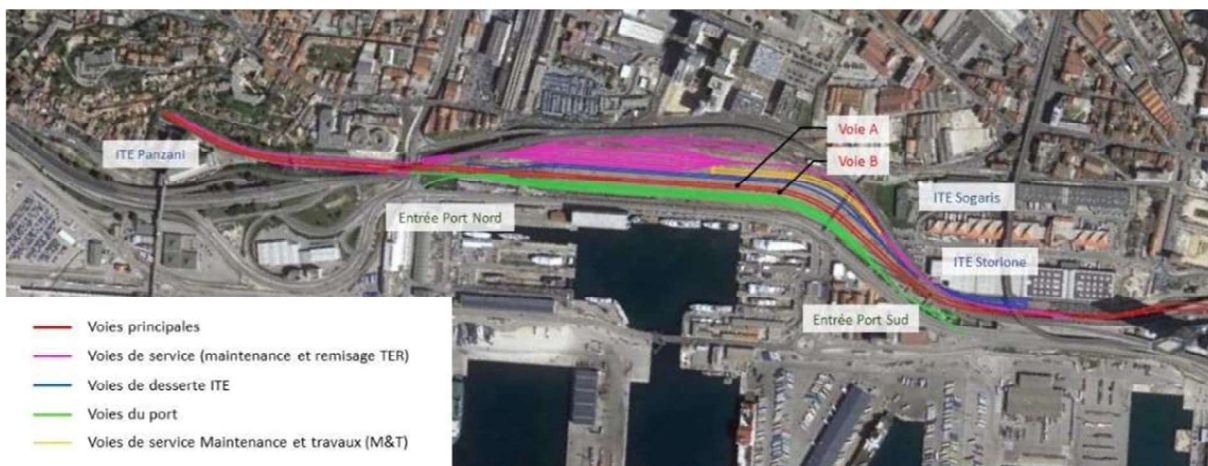 Voie A
Voie B
ITE Panzani
ITE Sogaris
Entrée Port Nord
ITE Storione
Entrée Port Sud
Voies principales
Voies de service (maintenance et remisage TER)
Voies de desserte ITE
Voies du port
Voies de service Maintenance et travaux (M&T)